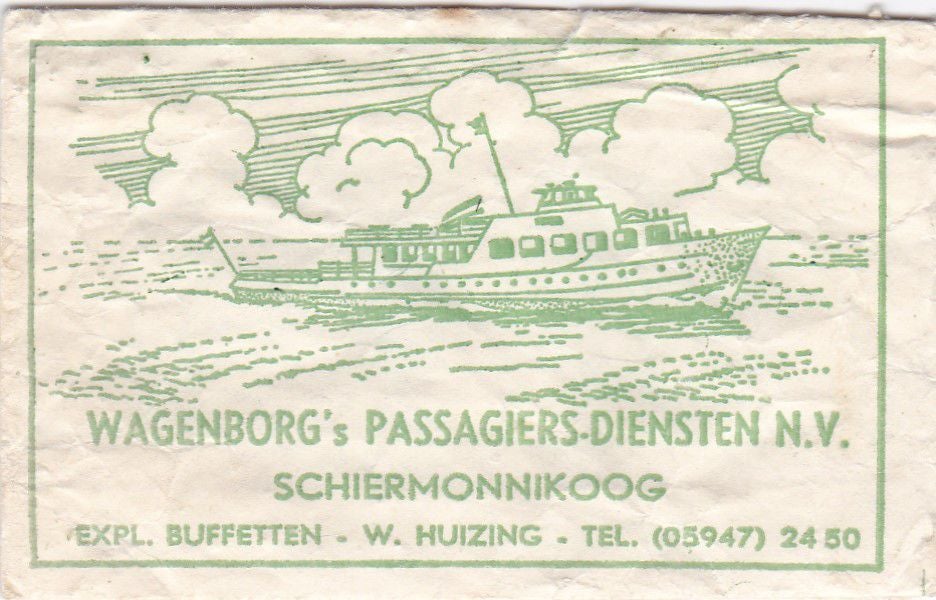 WAGENBORG's PASSAGIERS-DIENSTEN N.V.
SCHIERMONNIKOOG
EXPL. BUFFETTEN - W. HUIZING - TEL. (05947) 2450